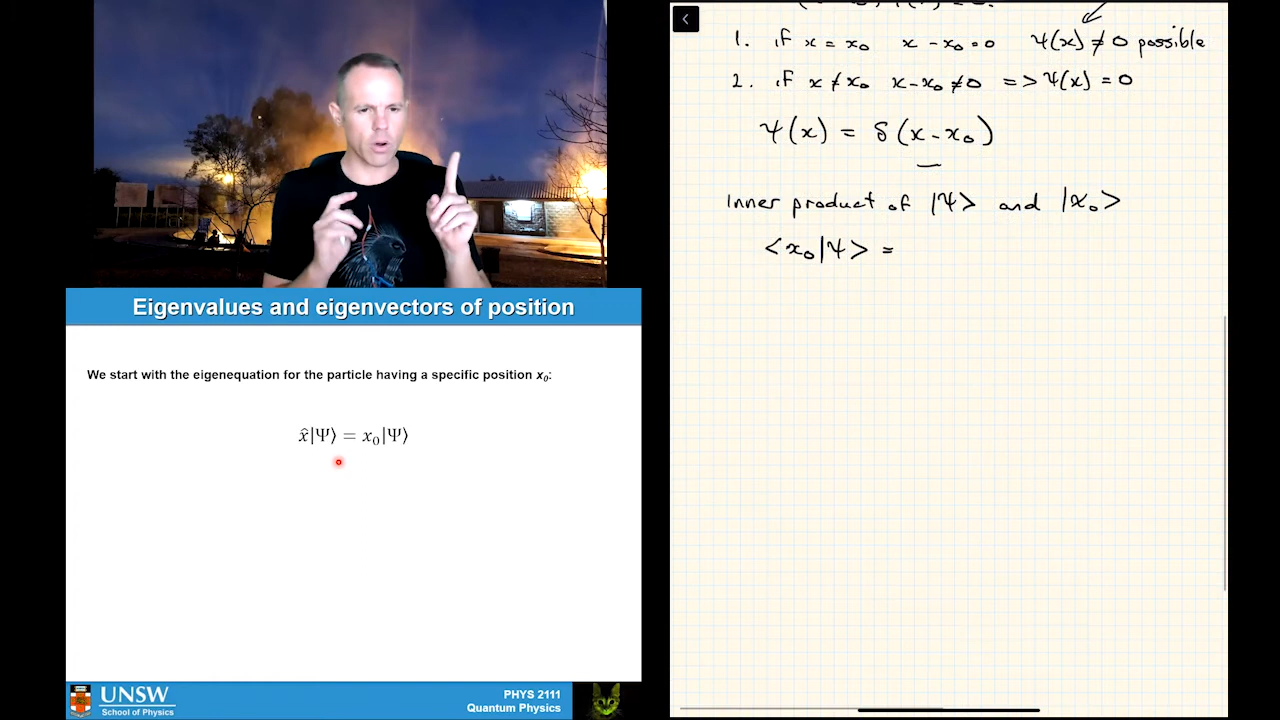 Eigenvalues and eigenvectors of position
We start with the eigenequation for the particle having a specific position x₀:
x̂|Ψ⟩ = x₀|Ψ⟩
UNSW
School of Physics
PHYS 2111
Quantum Physics
1. if x = x₀ x - x₀ = 0 Ψ(x) ≠ 0 possible
2. if x ≠ x₀ x - x₀ ≠ 0 => Ψ(x) = 0
Ψ(x) = δ(x - x₀)
Inner product of |Ψ> and |x₀>
<x₀|Ψ> =